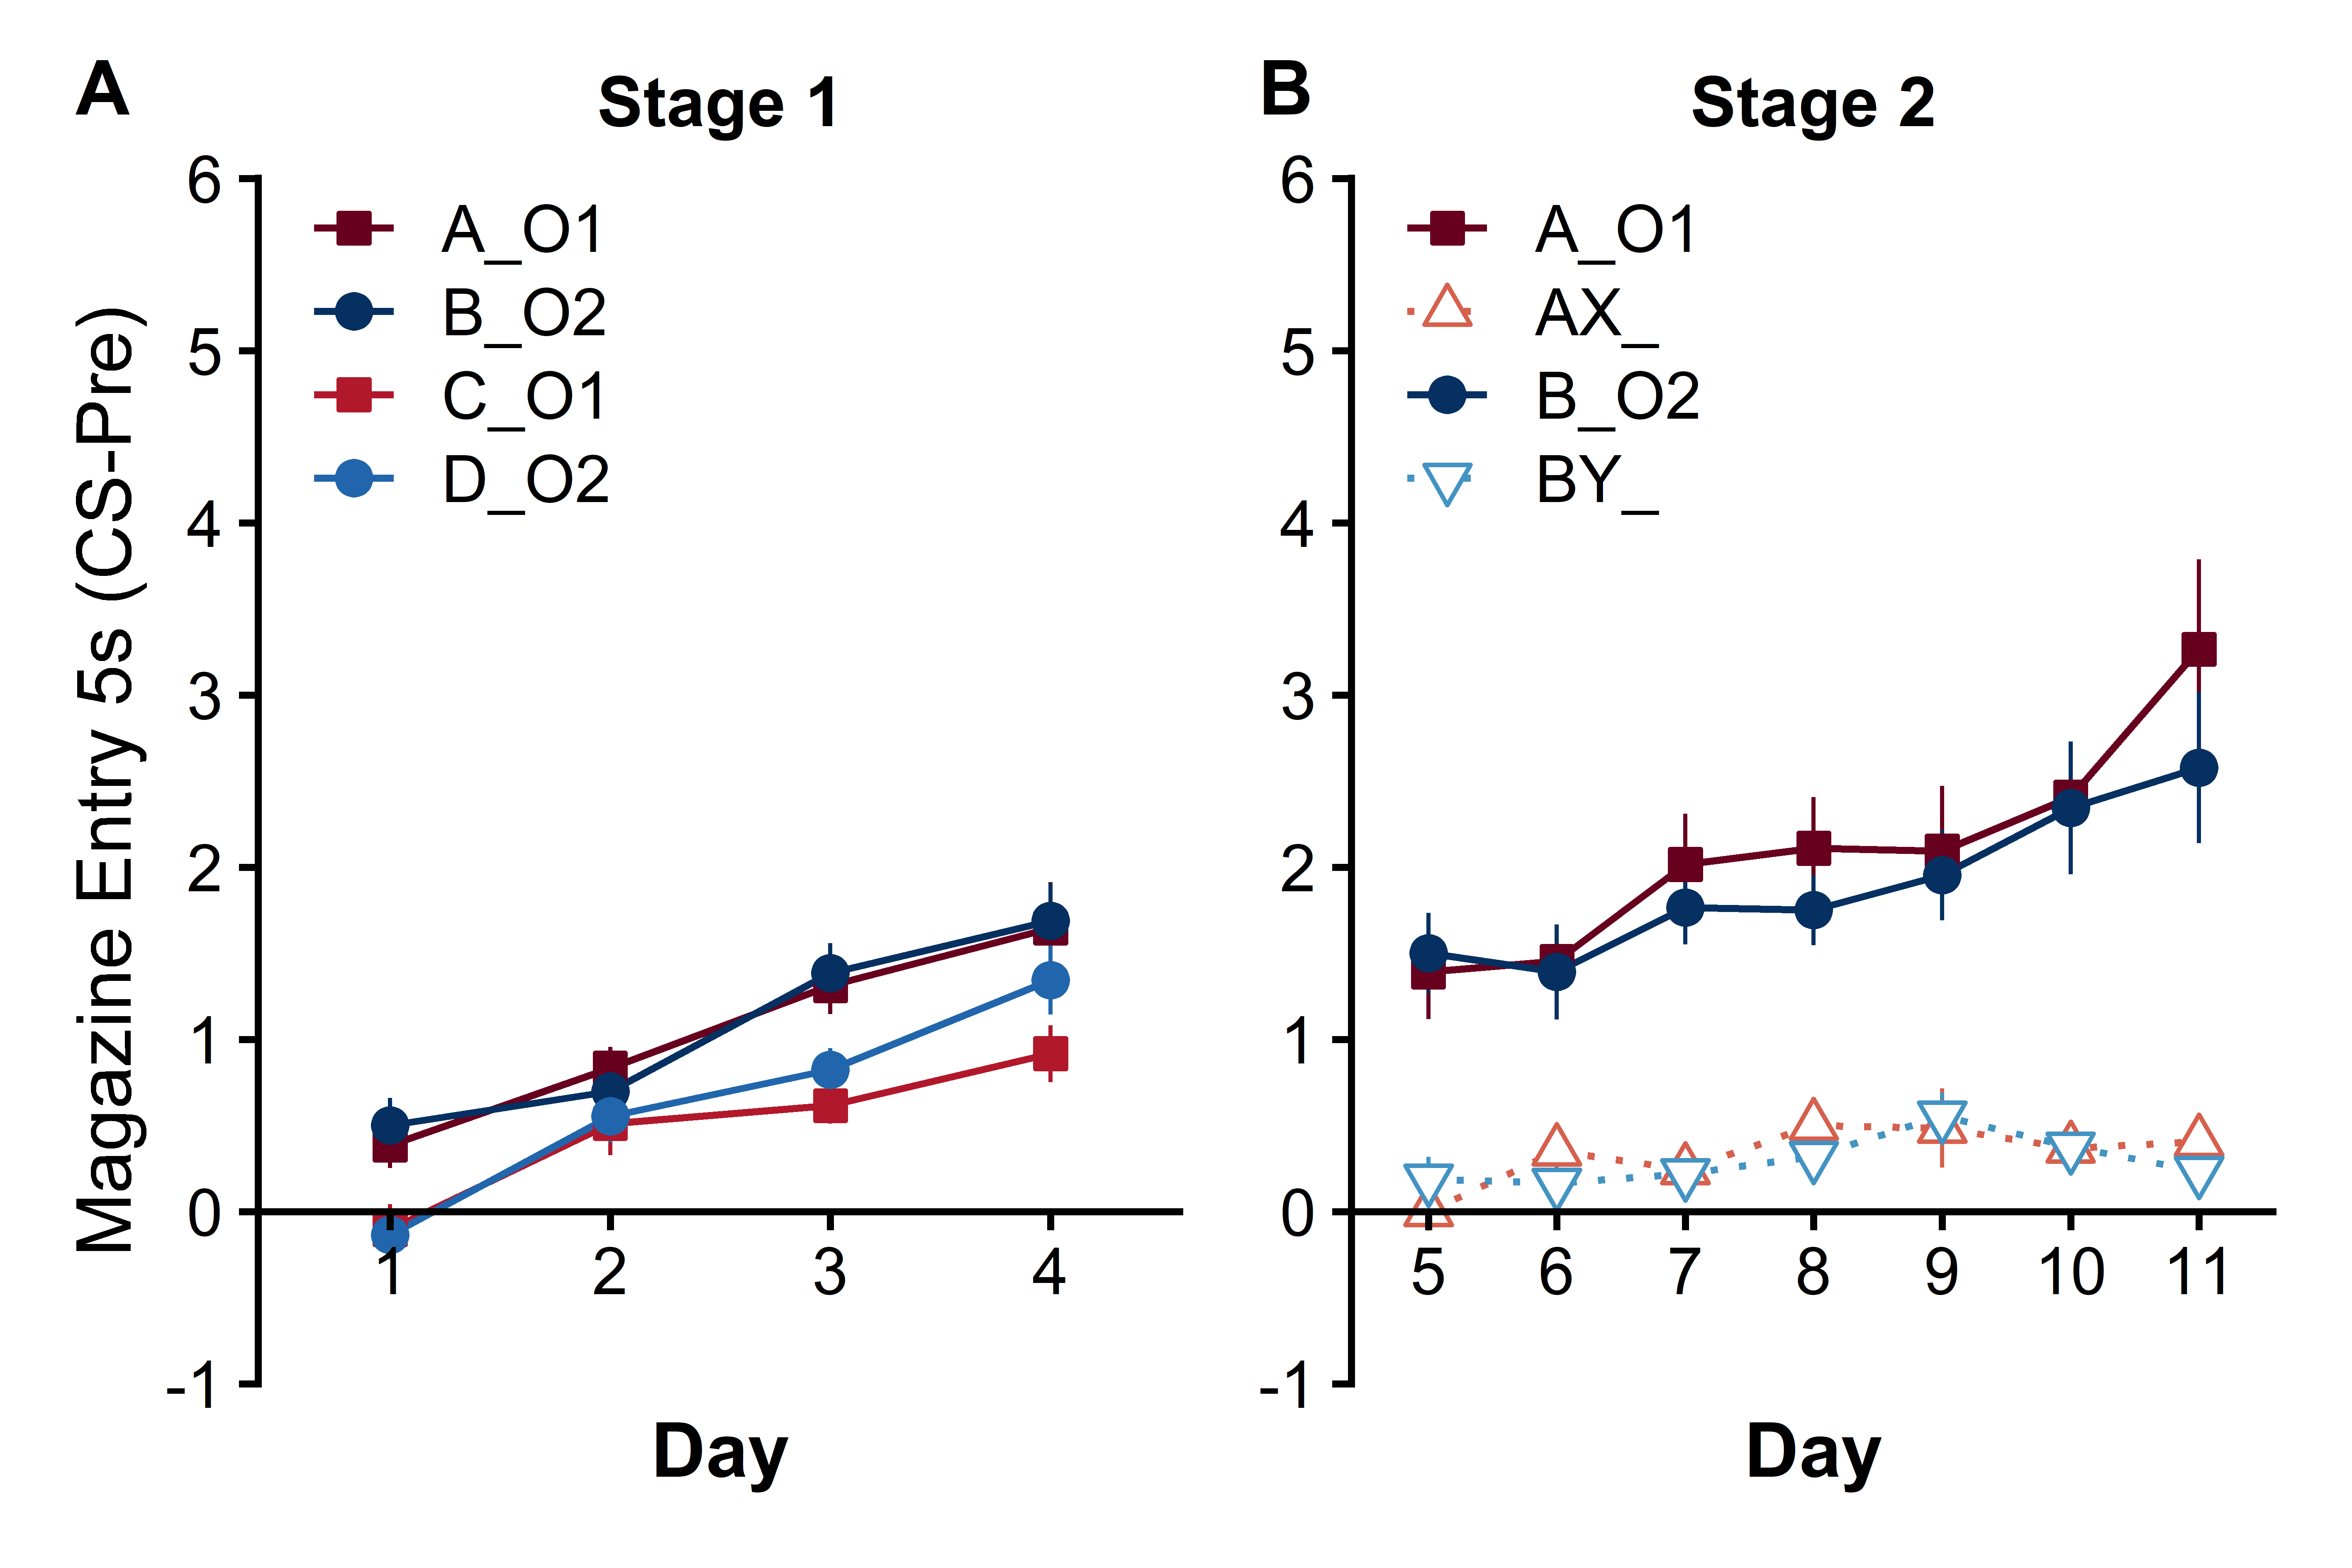 A
Stage 1
6
5
4
3
2
1
0
-1
A_O1
B_O2
C_O1
D_O2
1 2 3 4
Day
Magazine Entry 5s (CS-Pre)
B
Stage 2
6
5
4
3
2
1
0
-1
A_O1
AX_
B_O2
BY_
5 6 7 8 9 10 11
Day